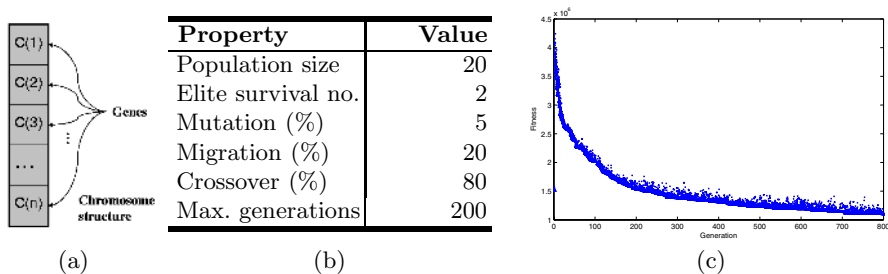 C(1)
C(2)
C(3)
...
C(n)
Genes
...
Chromosome
structure
(a)
Property Value
Population size 20
Elite survival no. 2
Mutation (%) 5
Migration (%) 20
Crossover (%) 80
Max. generations 200
(b)
x 10^6
4.5
4
3.5
3
2.5
2
1.5
1
Fitness
0 100 200 300 400 500 600 700 800
Generation
(c)